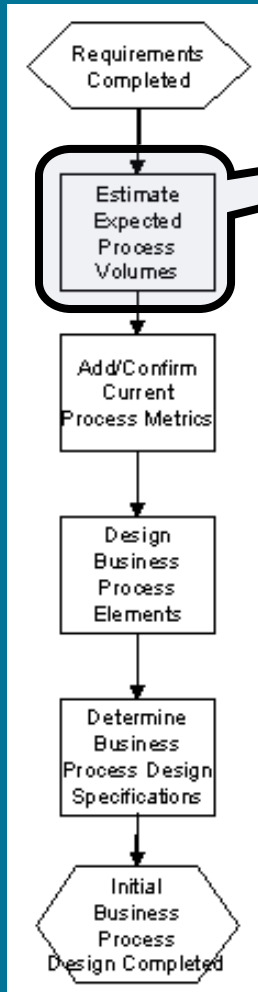 Requirements
Completed
Estimate
Expected
Process
Volumes
Add/Confirm
Current
Process Metrics
Design
Business
Process
Elements
Determine
Business
Process Design
Specifications
Initial
Business
Process
Design Completed